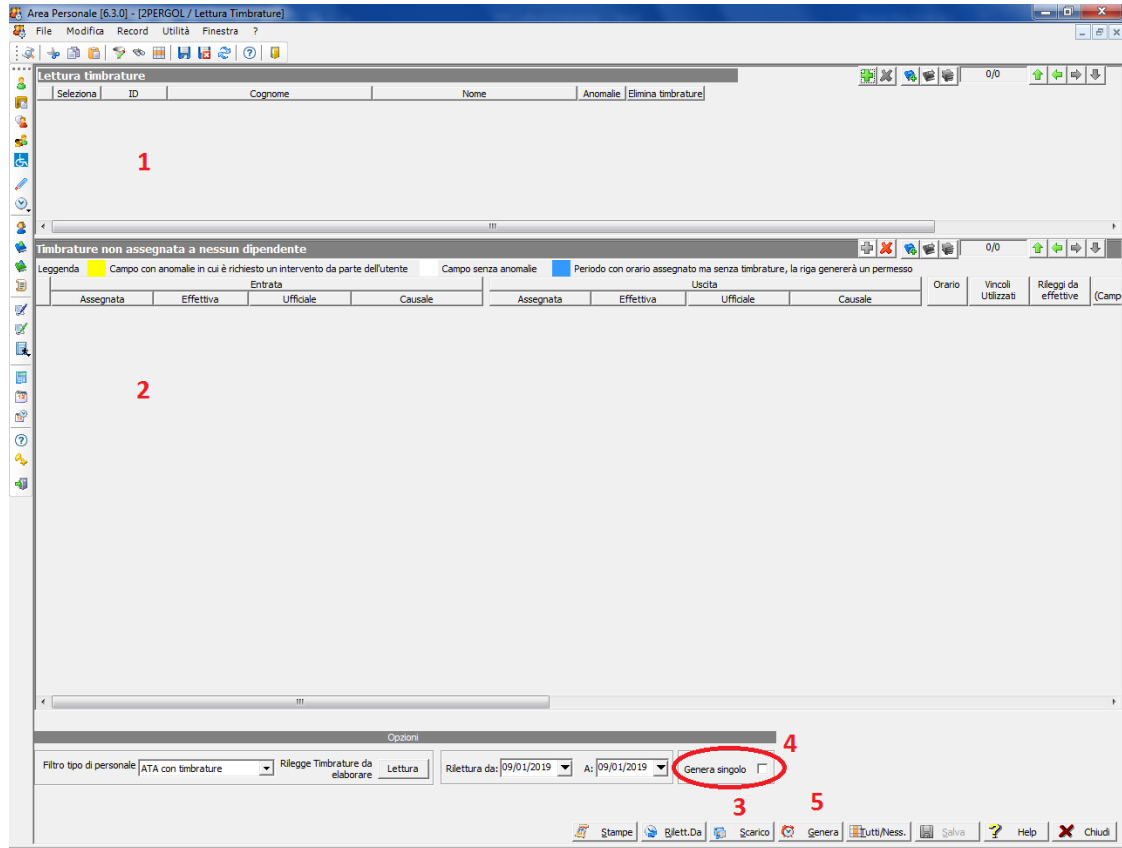 Area Personale [6.3.0] - [2PERGOL / Lettura Timbrature]
File Modifica Record Utilità Finestra ?
Lettura timbrature 0/0
Seleziona ID Cognome Nome Anomalie Elimina timbrature
1
Timbrature non assegnata a nessun dipendente 0/0
Leggenda Campo con anomalie in cui è richiesto un intervento da parte dell'utente Campo senza anomalie Periodo con orario assegnato ma senza timbrature, la riga genererà un permesso
Entrata Uscita Orario Vincoli Utilizzati Rileggi da effettive (Camp
Assegnata Effettiva Ufficiale Causale Assegnata Effettiva Ufficiale Causale
2
Opzioni
4
Filtro tipo di personale ATA con timbrature Rilegge Timbrature da elaborare Lettura Rilettura da: 09/01/2019 A: 09/01/2019 Genera singolo
3 5
Stampe Rilett.Da Scarico Genera Tutti/Ness. Salva Help Chiudi